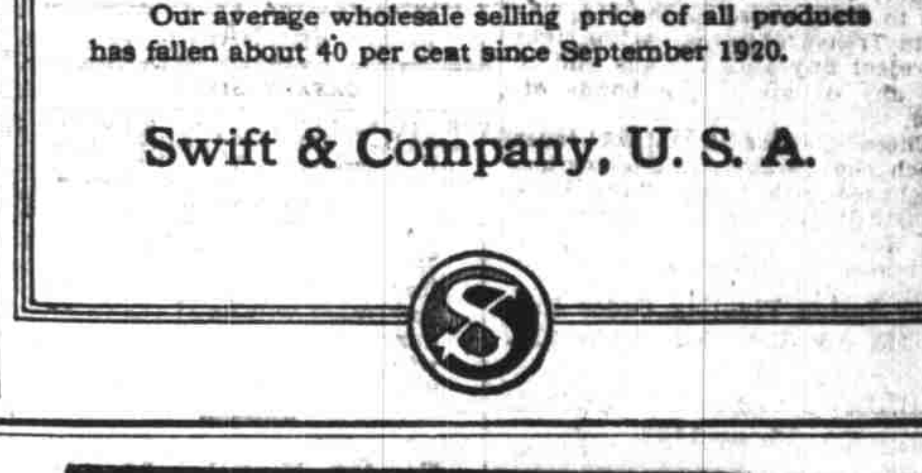 Our average wholesale selling price of all products
has fallen about 40 per cent since September 1920.
Swift & Company, U. S. A.
S